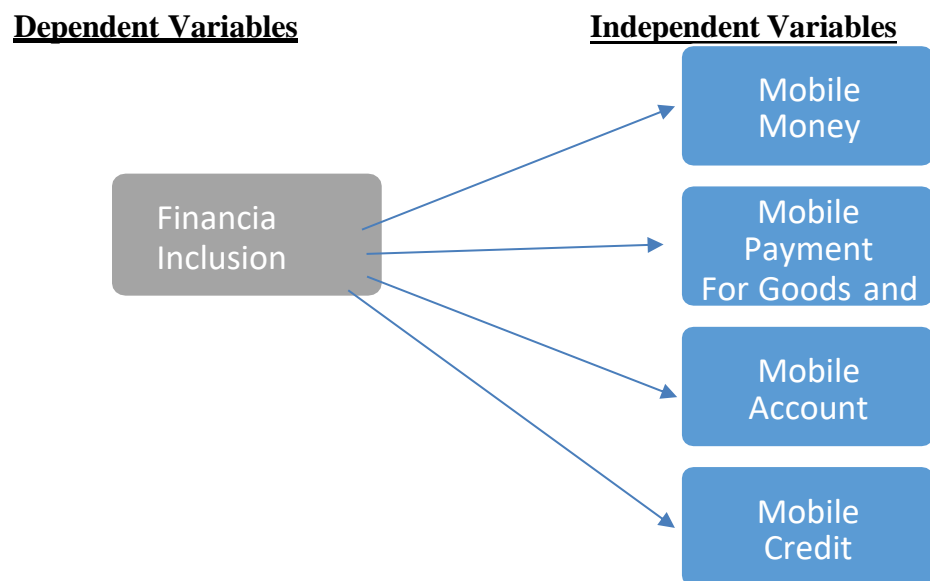 Dependent Variables
Independent Variables
Financia
Inclusion
Mobile
Money
Mobile
Payment
For Goods and
Mobile
Account
Mobile
Credit